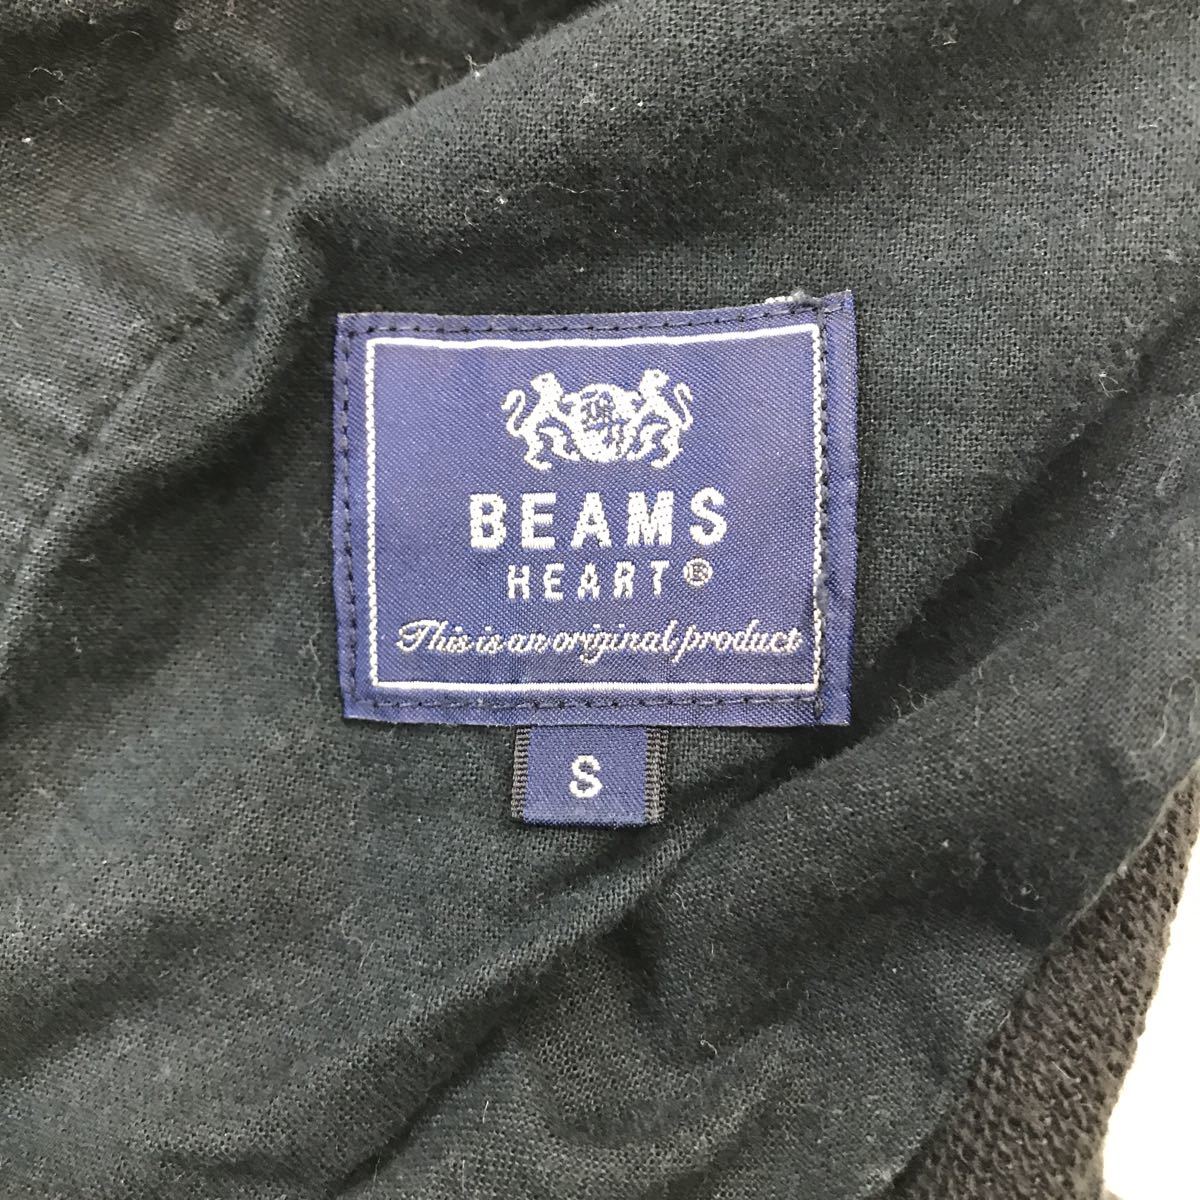 BEAMS
HEART®
This is an original product
S